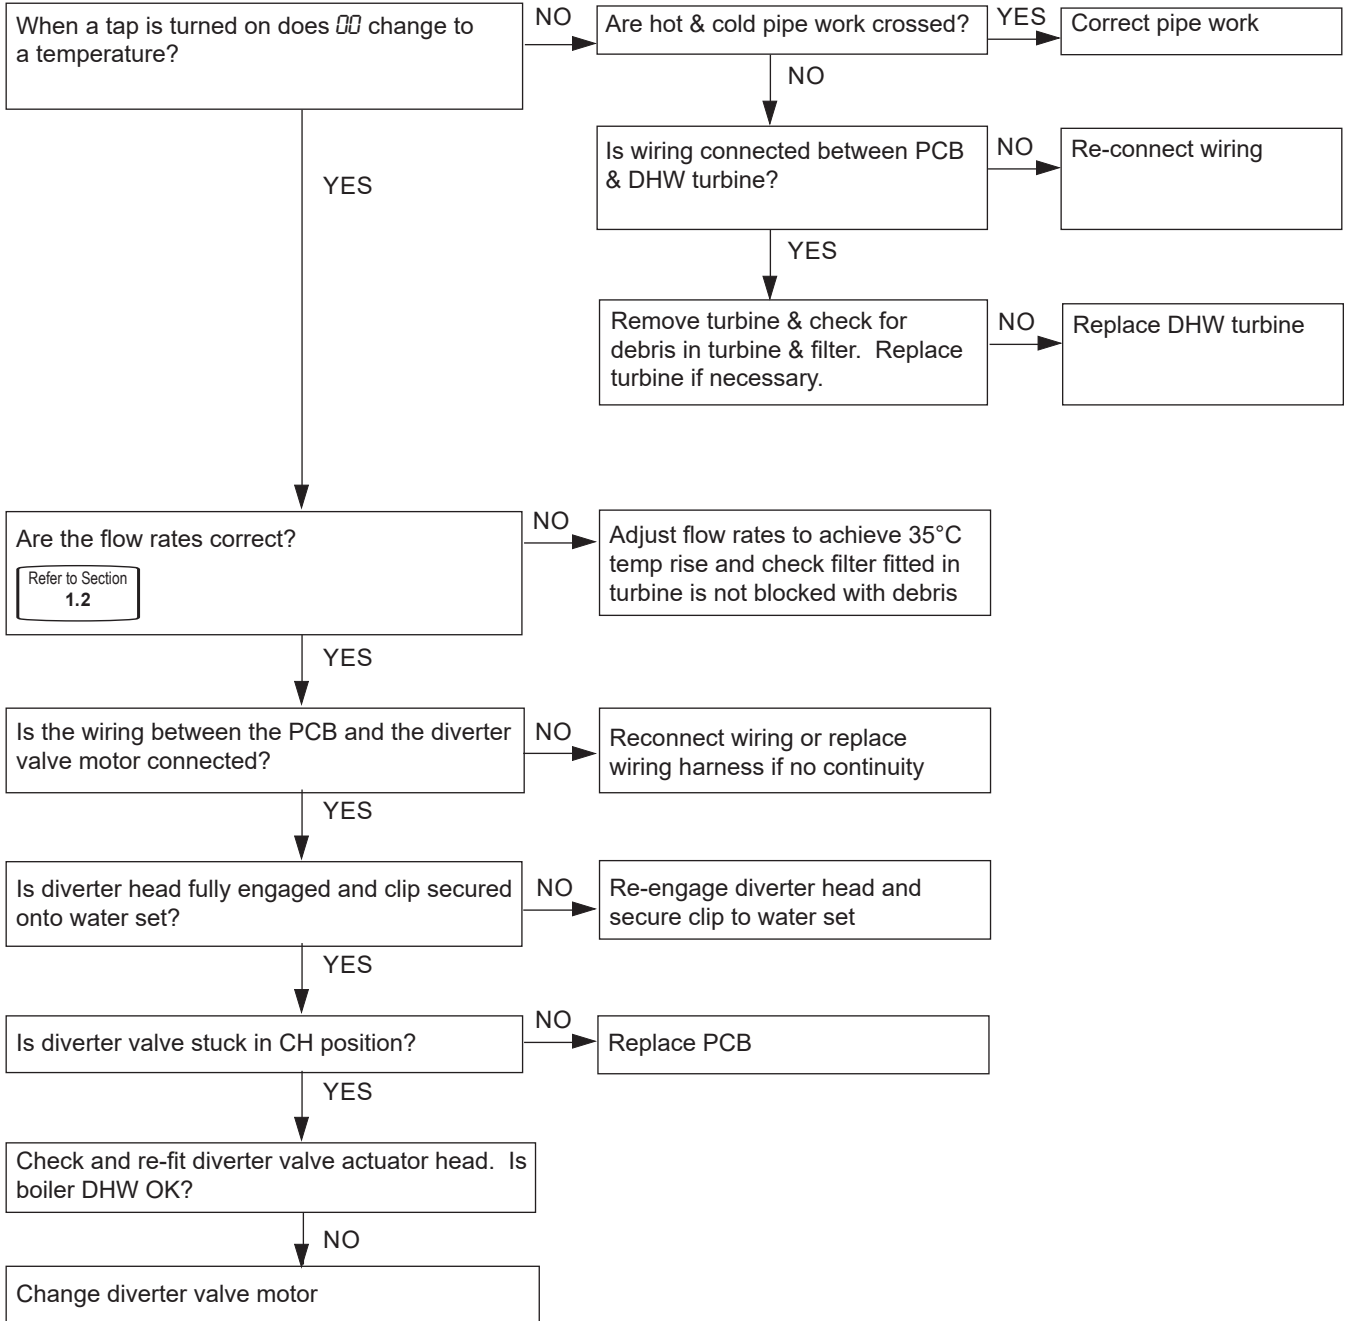 When a tap is turned on does 00 change to
a temperature?
NO
Are hot & cold pipe work crossed?
YES
Correct pipe work
NO
Is wiring connected between PCB
& DHW turbine?
NO
Re-connect wiring
YES
YES
Remove turbine & check for
debris in turbine & filter. Replace
turbine if necessary.
NO
Replace DHW turbine
Are the flow rates correct?
Refer to Section
1.2
NO
Adjust flow rates to achieve 35°C
temp rise and check filter fitted in
turbine is not blocked with debris
YES
Is the wiring between the PCB and the diverter
valve motor connected?
NO
Reconnect wiring or replace
wiring harness if no continuity
YES
Is diverter head fully engaged and clip secured
onto water set?
NO
Re-engage diverter head and
secure clip to water set
YES
Is diverter valve stuck in CH position?
NO
Replace PCB
YES
Check and re-fit diverter valve actuator head. Is
boiler DHW OK?
NO
Change diverter valve motor